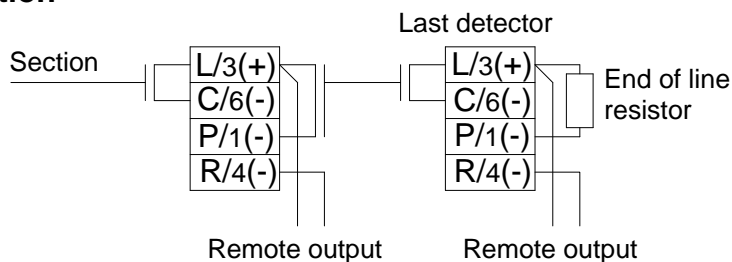 tion
Last detector
Section
L/3(+)
C/6(-)
P/1(-)
R/4(-)
L/3(+)
C/6(-)
P/1(-)
R/4(-)
End of line
resistor
Remote output
Remote output